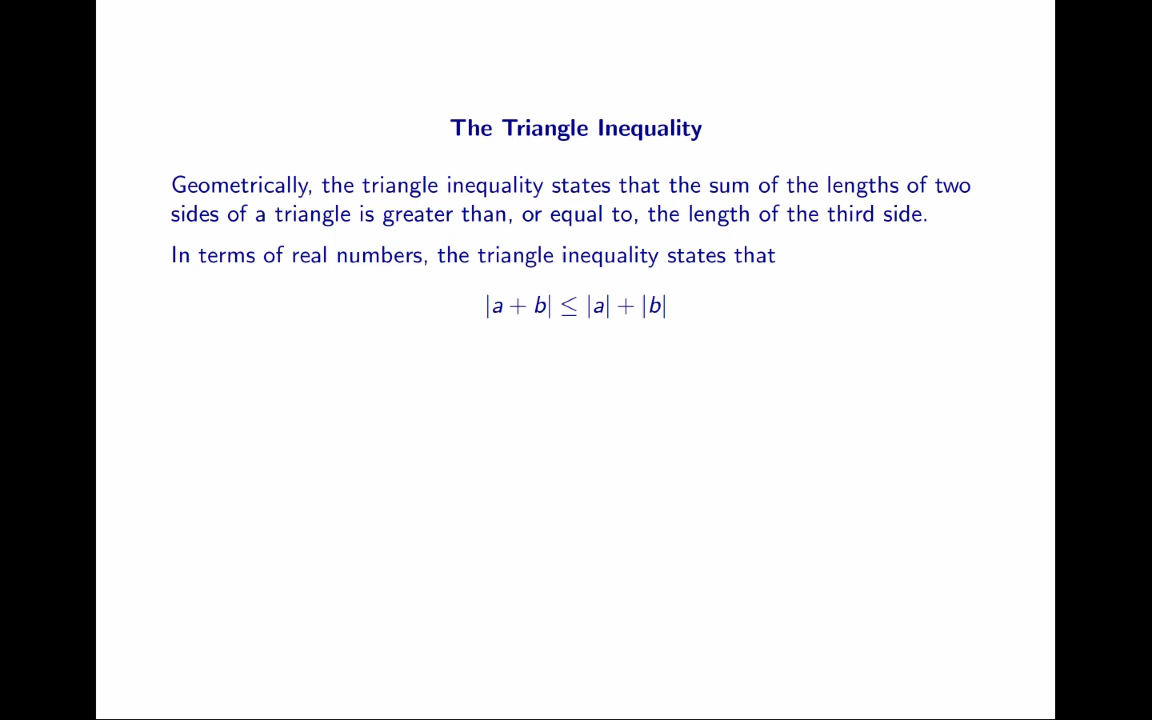 The Triangle Inequality
Geometrically, the triangle inequality states that the sum of the lengths of two
sides of a triangle is greater than, or equal to, the length of the third side.
In terms of real numbers, the triangle inequality states that
|a + b| ≤ |a| + |b|